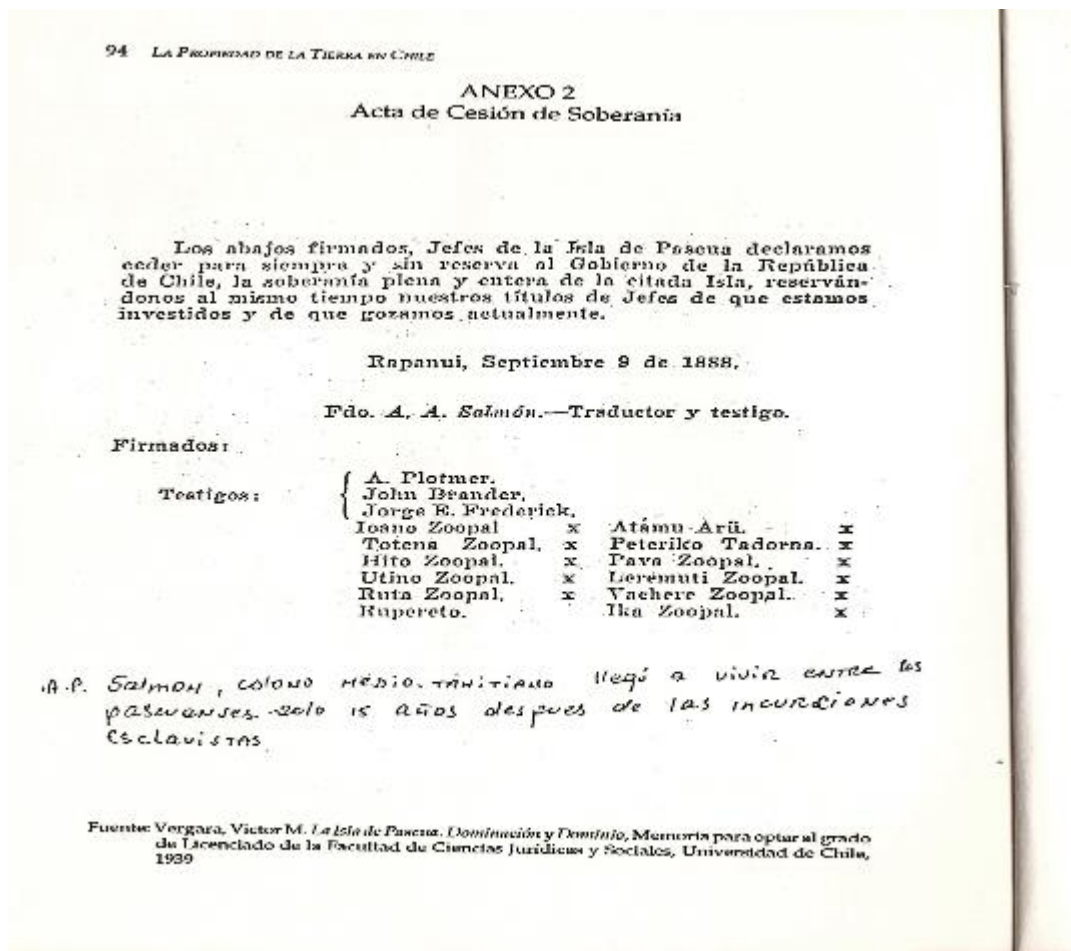 94 LA PROPIEDAD DE LA TIERRA EN CHILE
ANEXO 2
Acta de Cesión de Soberanía
Los abajos firmados, Jefes de la Isla de Pascua declaramos
ceder para siempre y sin reserva al Gobierno de la República
de Chile, la soberanía plena y entera de la citada Isla, reserván-
donos al mismo tiempo nuestros títulos de Jefes de que estamos
investidos y de que gozamos actualmente.
Rapanui, Septiembre 9 de 1888.
Fdo. A. A. Salmón.—Traductor y testigo.
Firmados:
Testigos:
A. Plotmer.
John Brander.
Jorge E. Frederick.
Ioano Zoopal x Atámu Arü. x
Totena Zoopal. x Peteriko Tadorna. x
Hito Zoopal. x Pava Zoopal. x
Utino Zoopal. x Leremuti Zoopal. x
Ruta Zoopal. x Vachere Zoopal. x
Rupereto. Ika Zoopal. x
A.P. Salmon, colono medio-tahitiano llegó a vivir entre los
pascuanses solo 15 años despues de las incurciones
esclavistas
Fuente: Vergara, Victor M. La Isla de Pascua. Dominación y Dominio, Memoria para optar al grado
de Licenciado de la Facultad de Ciencias Jurídicas y Sociales, Universidad de Chile,
1939